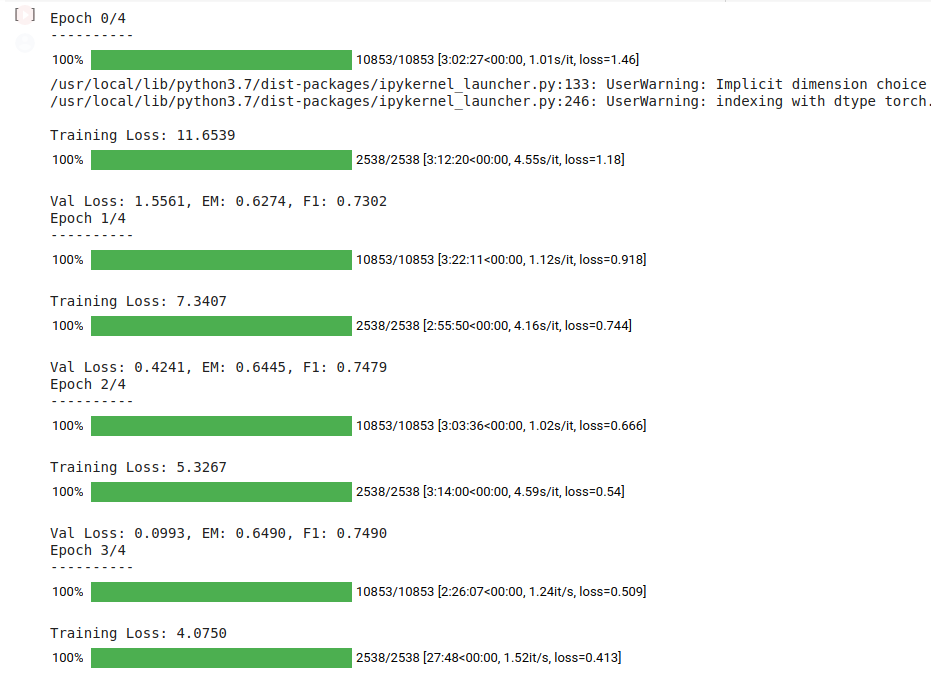 [ ] Epoch 0/4
----------
100% 10853/10853 [3:02:27<00:00, 1.01s/it, loss=1.46]
/usr/local/lib/python3.7/dist-packages/ipykernel_launcher.py:133: UserWarning: Implicit dimension choice
/usr/local/lib/python3.7/dist-packages/ipykernel_launcher.py:246: UserWarning: indexing with dtype torch.
Training Loss: 11.6539
100% 2538/2538 [3:12:20<00:00, 4.55s/it, loss=1.18]
Val Loss: 1.5561, EM: 0.6274, F1: 0.7302
Epoch 1/4
----------
100% 10853/10853 [3:22:11<00:00, 1.12s/it, loss=0.918]
Training Loss: 7.3407
100% 2538/2538 [2:55:50<00:00, 4.16s/it, loss=0.744]
Val Loss: 0.4241, EM: 0.6445, F1: 0.7479
Epoch 2/4
----------
100% 10853/10853 [3:03:36<00:00, 1.02s/it, loss=0.666]
Training Loss: 5.3267
100% 2538/2538 [3:14:00<00:00, 4.59s/it, loss=0.54]
Val Loss: 0.0993, EM: 0.6490, F1: 0.7490
Epoch 3/4
----------
100% 10853/10853 [2:26:07<00:00, 1.24it/s, loss=0.509]
Training Loss: 4.0750
100% 2538/2538 [27:48<00:00, 1.52it/s, loss=0.413]